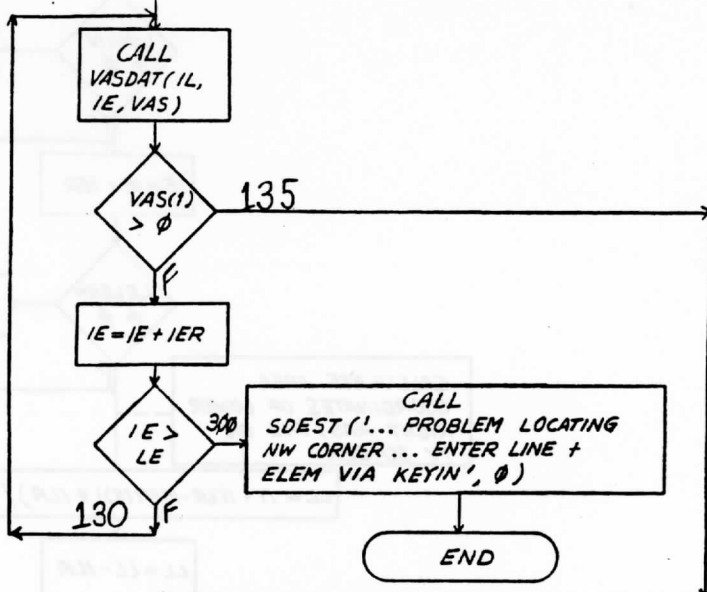 CALL
VASDAT(IL,
IE, VAS)
VAS(1)
> Ø
135
F
IE = IE + IER
IE >
LE
300
130
F
CALL
SDEST('... PROBLEM LOCATING
NW CORNER ... ENTER LINE +
ELEM VIA KEYIN', Ø)
END